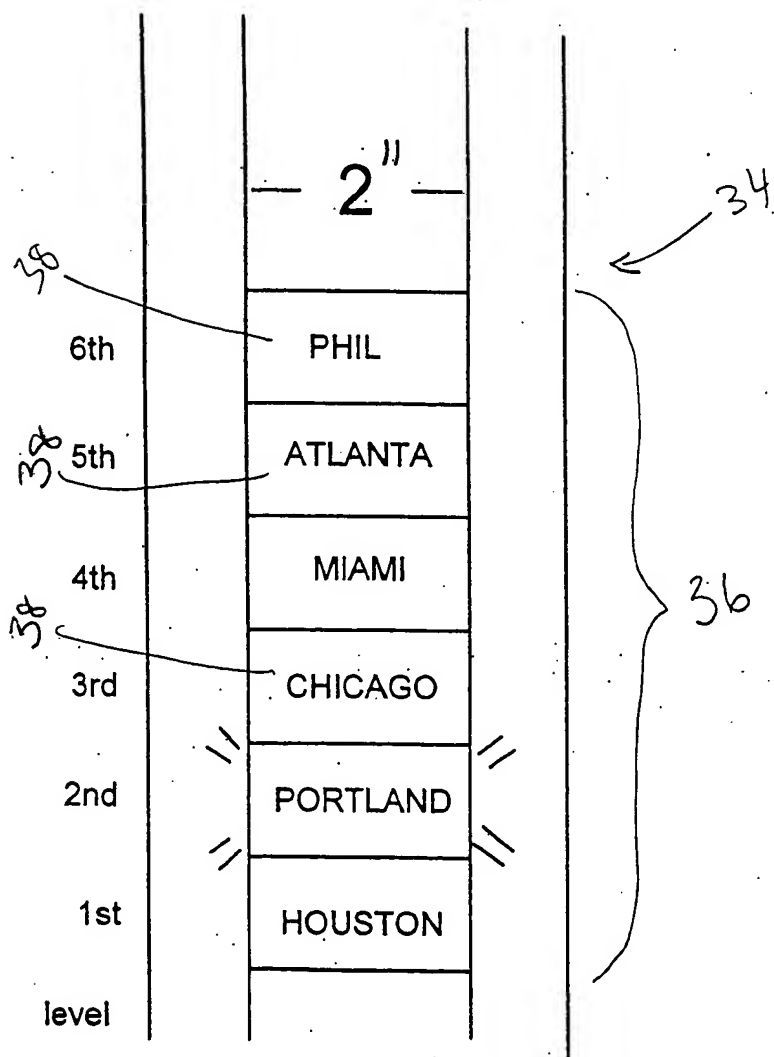 2"
34
38
6th PHIL
38 5th ATLANTA
4th MIAMI
36
38
3rd CHICAGO
2nd PORTLAND
1st HOUSTON
level